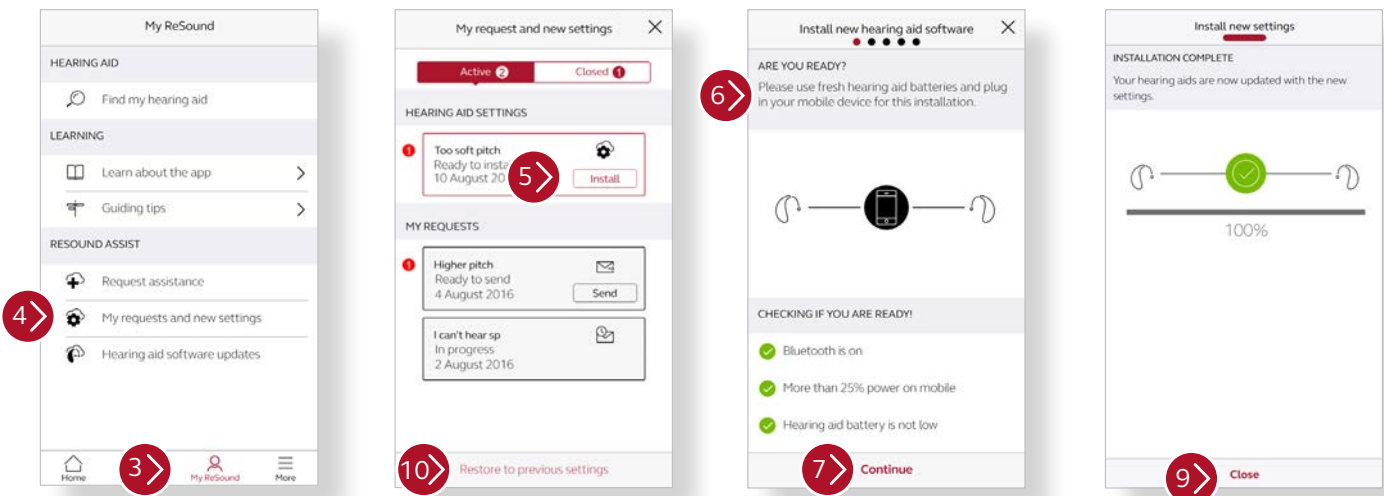 My ReSound
HEARING AID
Find my hearing aid
LEARNING
Learn about the app
Guiding tips
RESOUND ASSIST
Request assistance
4
My requests and new settings
Hearing aid software updates
Home
3
My ReSound
More
My request and new settings
Active 2
Closed 1
HEARING AID SETTINGS
1
Too soft pitch
Ready to insta
10 August 20
5
Install
MY REQUESTS
1
Higher pitch
Ready to send
4 August 2016
Send
I can't hear sp
In progress
2 August 2016
10
Restore to previous settings
Install new hearing aid software
ARE YOU READY?
6
Please use fresh hearing aid batteries and plug
in your mobile device for this installation.
CHECKING IF YOU ARE READY!
Bluetooth is on
More than 25% power on mobile
Hearing aid battery is not low
7
Continue
Install new settings
INSTALLATION COMPLETE
Your hearing aids are now updated with the new
settings.
100%
9
Close